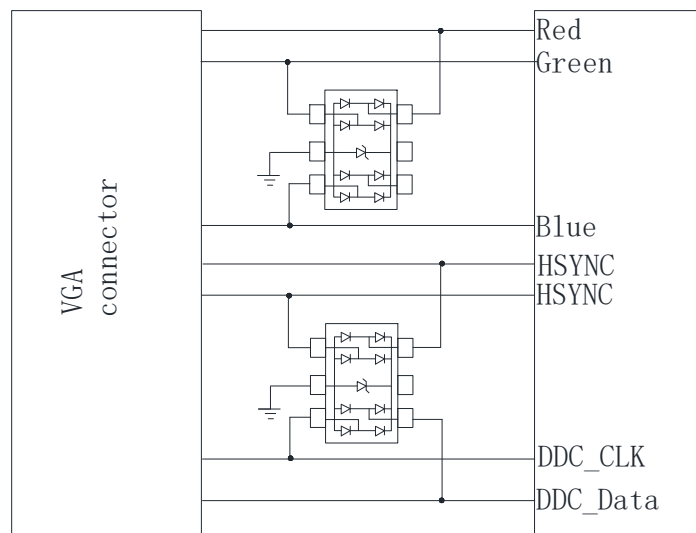 VGA
connector
Red
Green
Blue
HSYNC
HSYNC
DDC_CLK
DDC_Data